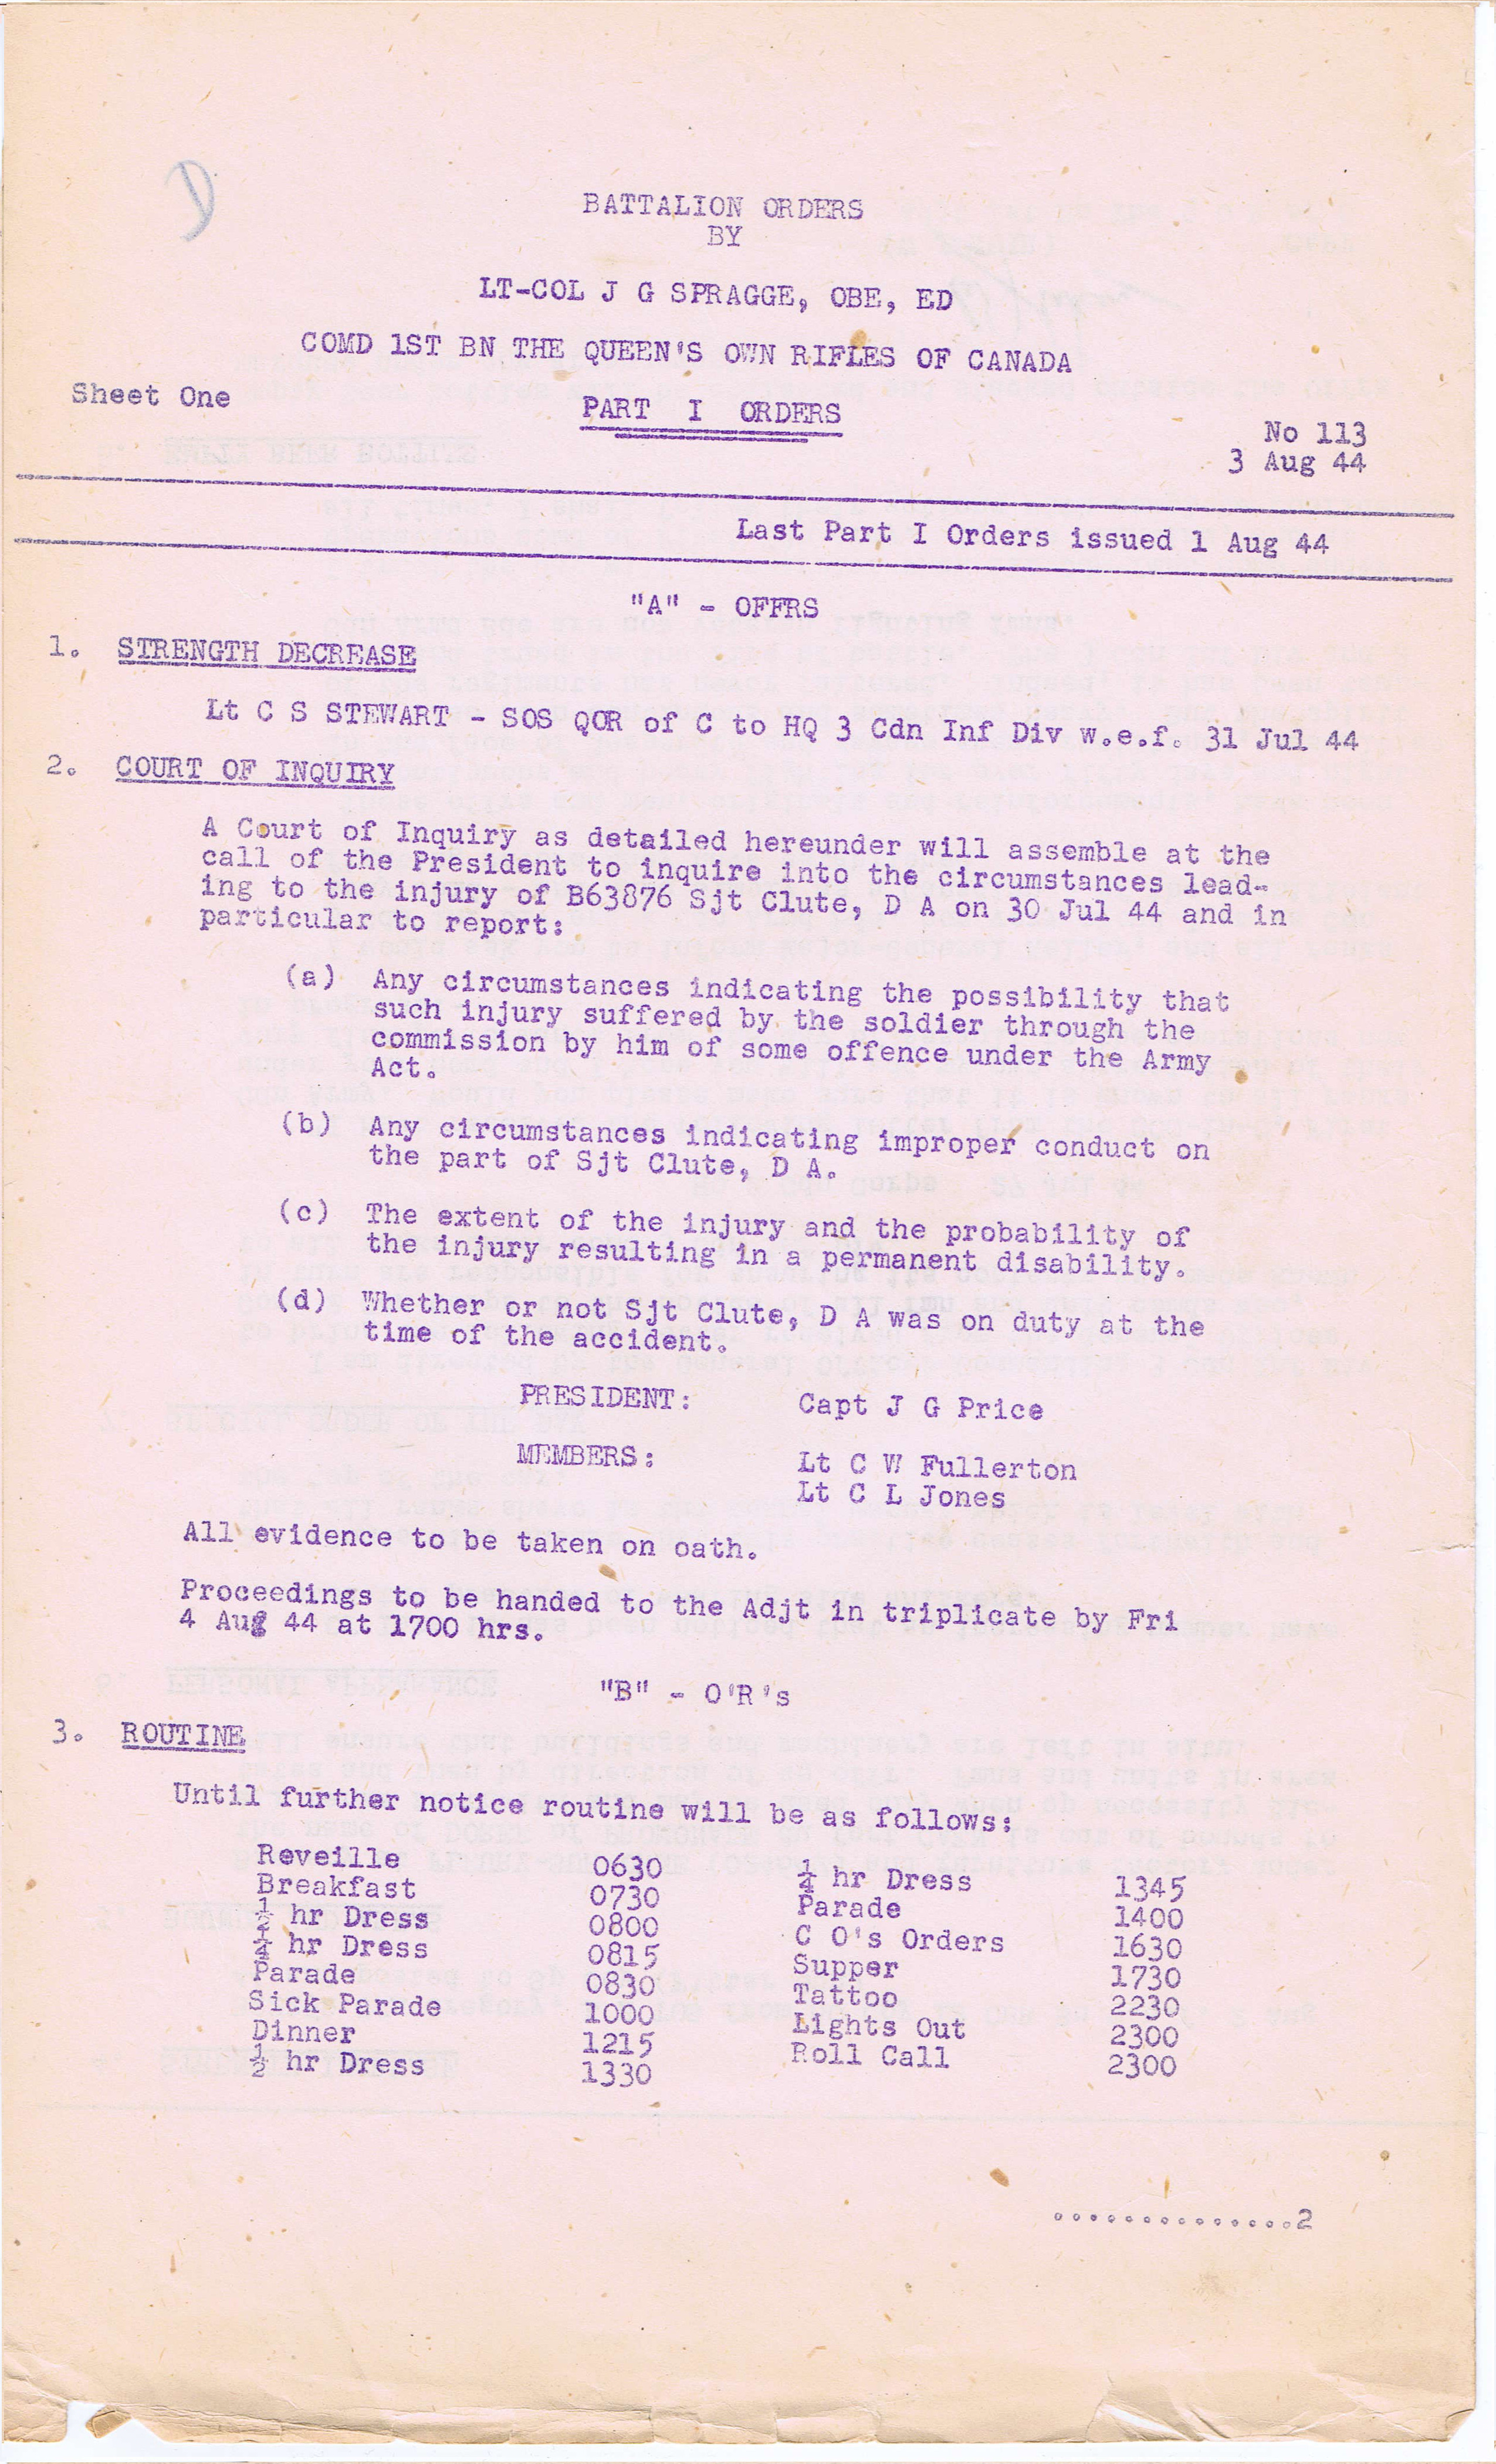 D
BATTALION ORDERS
BY
LT-COL J G SPRAGGE, OBE, ED
COMD 1ST BN THE QUEEN'S OWN RIFLES OF CANADA
Sheet One
PART I ORDERS
No 113
3 Aug 44
Last Part I Orders issued 1 Aug 44
"A" - OFFRS
1. STRENGTH DECREASE
Lt C S STEWART - SOS QOR of C to HQ 3 Cdn Inf Div w.e.f. 31 Jul 44
2. COURT OF INQUIRY
A Court of Inquiry as detailed hereunder will assemble at the
call of the President to inquire into the circumstances lead-
ing to the injury of B63876 Sjt Clute, D A on 30 Jul 44 and in
particular to report:
(a) Any circumstances indicating the possibility that
such injury suffered by the soldier through the
commission by him of some offence under the Army
Act.
(b) Any circumstances indicating improper conduct on
the part of Sjt Clute, D A.
(c) The extent of the injury and the probability of
the injury resulting in a permanent disability.
(d) Whether or not Sjt Clute, D A was on duty at the
time of the accident.
PRESIDENT: Capt J G Price
MEMBERS: Lt C W Fullerton
Lt C L Jones
All evidence to be taken on oath.
Proceedings to be handed to the Adjt in triplicate by Fri
4 Aug 44 at 1700 hrs.
"B" - O'R's
3. ROUTINE
Until further notice routine will be as follows:
Reveille 0630
Breakfast 0730
½ hr Dress 0800
¼ hr Dress 0815
Parade 0830
Sick Parade 1000
Dinner 1215
½ hr Dress 1330
¼ hr Dress 1345
Parade 1400
C O's Orders 1630
Supper 1730
Tattoo 2230
Lights Out 2300
Roll Call 2300
..............2